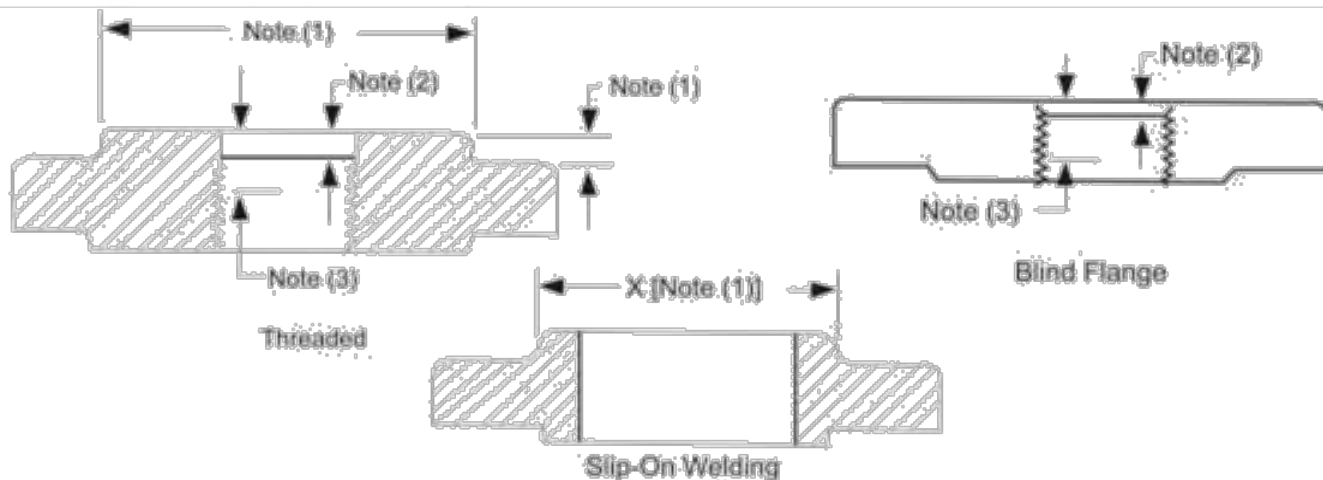 Note (1)
Note (2)
Note (1)
Note (3)
Threaded
Note (2)
Note (3)
Blind Flange
X [Note (1)]
Slip-On Welding